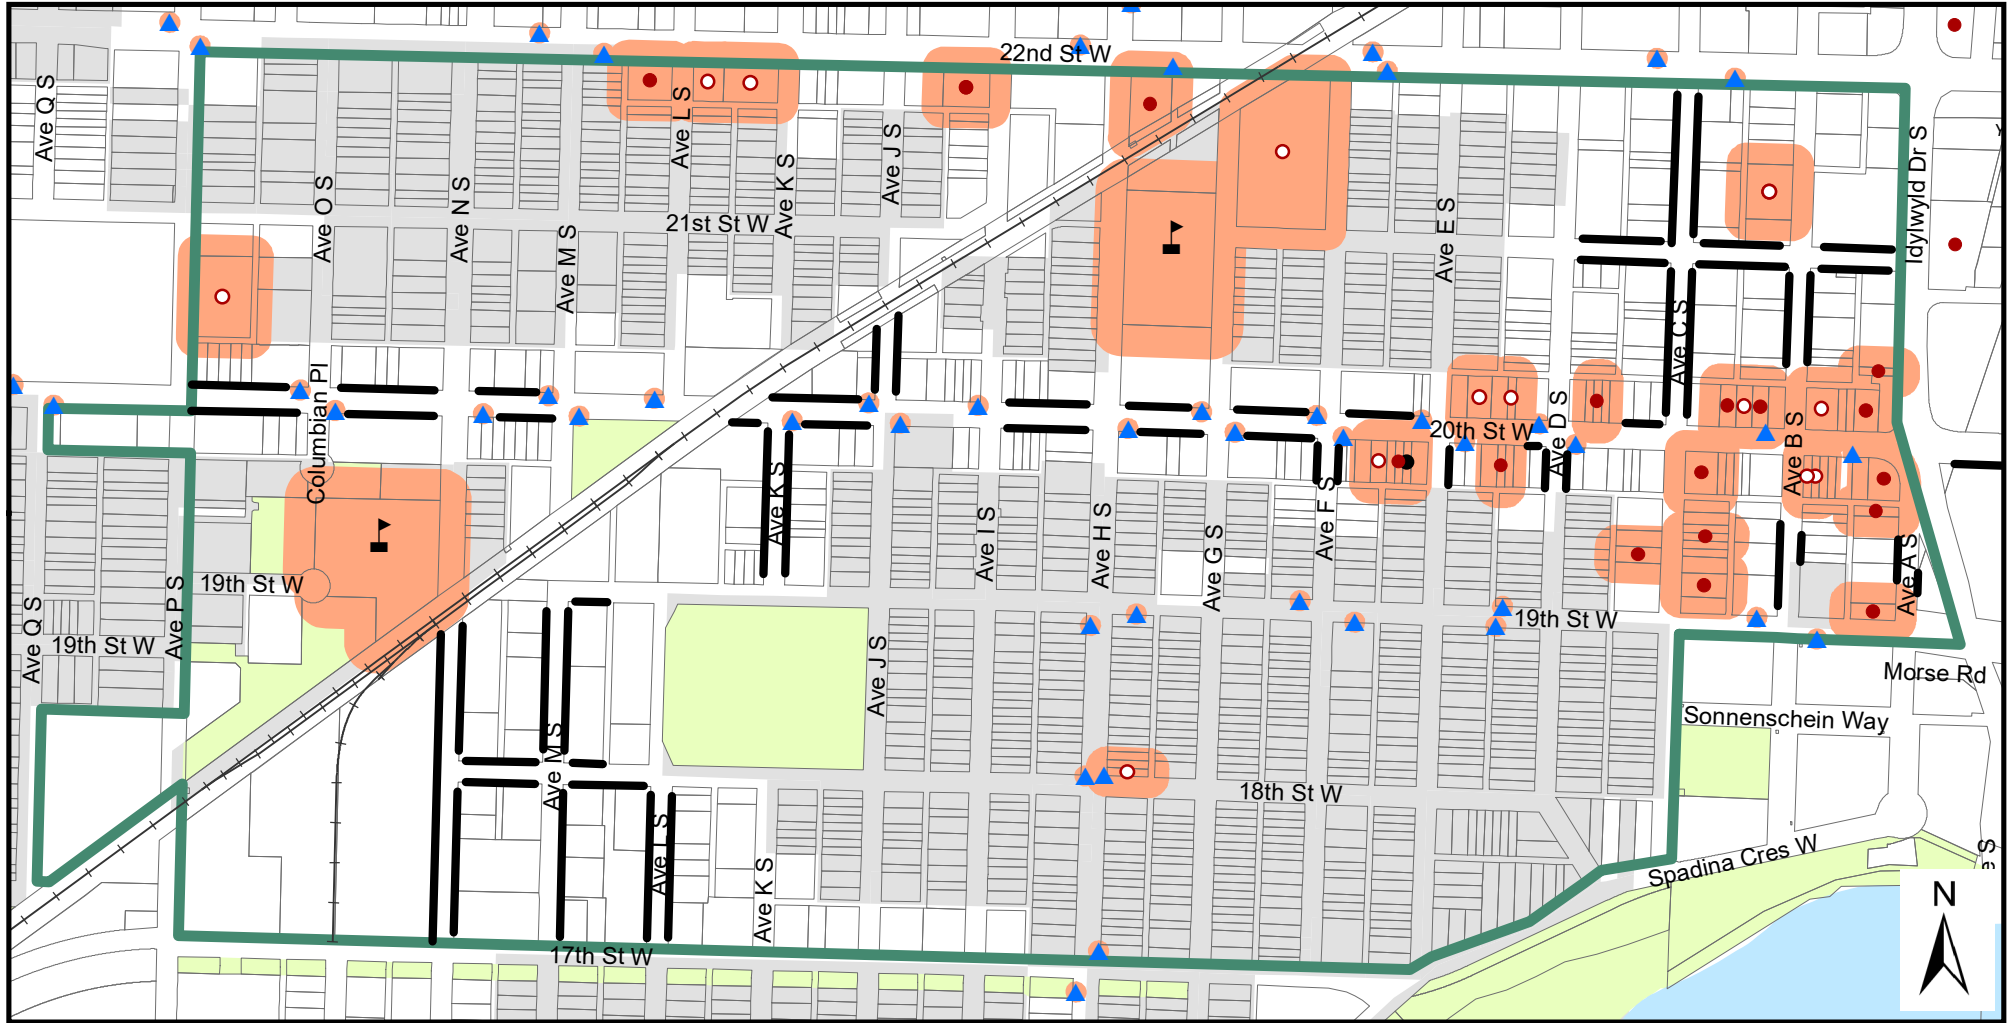 22nd St W
Ave Q S
Ave L S
Ave J S
Idylwyld Dr S
Ave K S
Ave O S
Ave N S
21st St W
Ave M S
Ave E S
Ave C S
Columbian Pl
20th St W
Ave D S
Ave B S
Ave K S
Ave I S
Ave H S
Ave F S
Ave G S
Ave A S
19th St W
Ave P S
Ave Q S
19th St W
19th St W
Ave J S
Morse Rd
Sonnenschein Way
Ave M S
18th St W
Ave L S
Ave K S
Spadina Cres W
17th St W
N